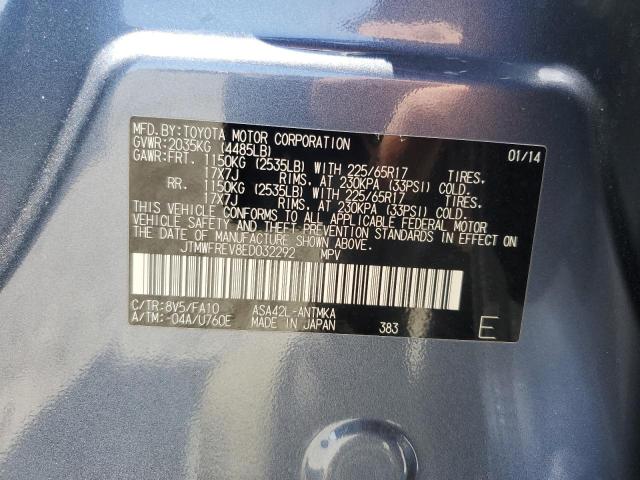 MFD.BY:TOYOTA MOTOR CORPORATION 01/14
GVWR:2035KG (4485LB)
GAWR:FRT. 1150KG (2535LB) WITH 225/65R17 TIRES,
17X7J RIMS, AT 230KPA (33PSI) COLD.
RR. 1150KG (2535LB) WITH 225/65R17 TIRES,
17X7J RIMS, AT 230KPA (33PSI) COLD.
THIS VEHICLE CONFORMS TO ALL APPLICABLE FEDERAL MOTOR
VEHICLE SAFETY AND THEFT PREVENTION STANDARDS IN EFFECT ON
THE DATE OF MANUFACTURE SHOWN ABOVE.
JTMWFREV8ED032292 MPV
C/TR:8V5/FA10 ASA42L-ANTMKA
A/TM:-04A/U760E MADE IN JAPAN 383 E